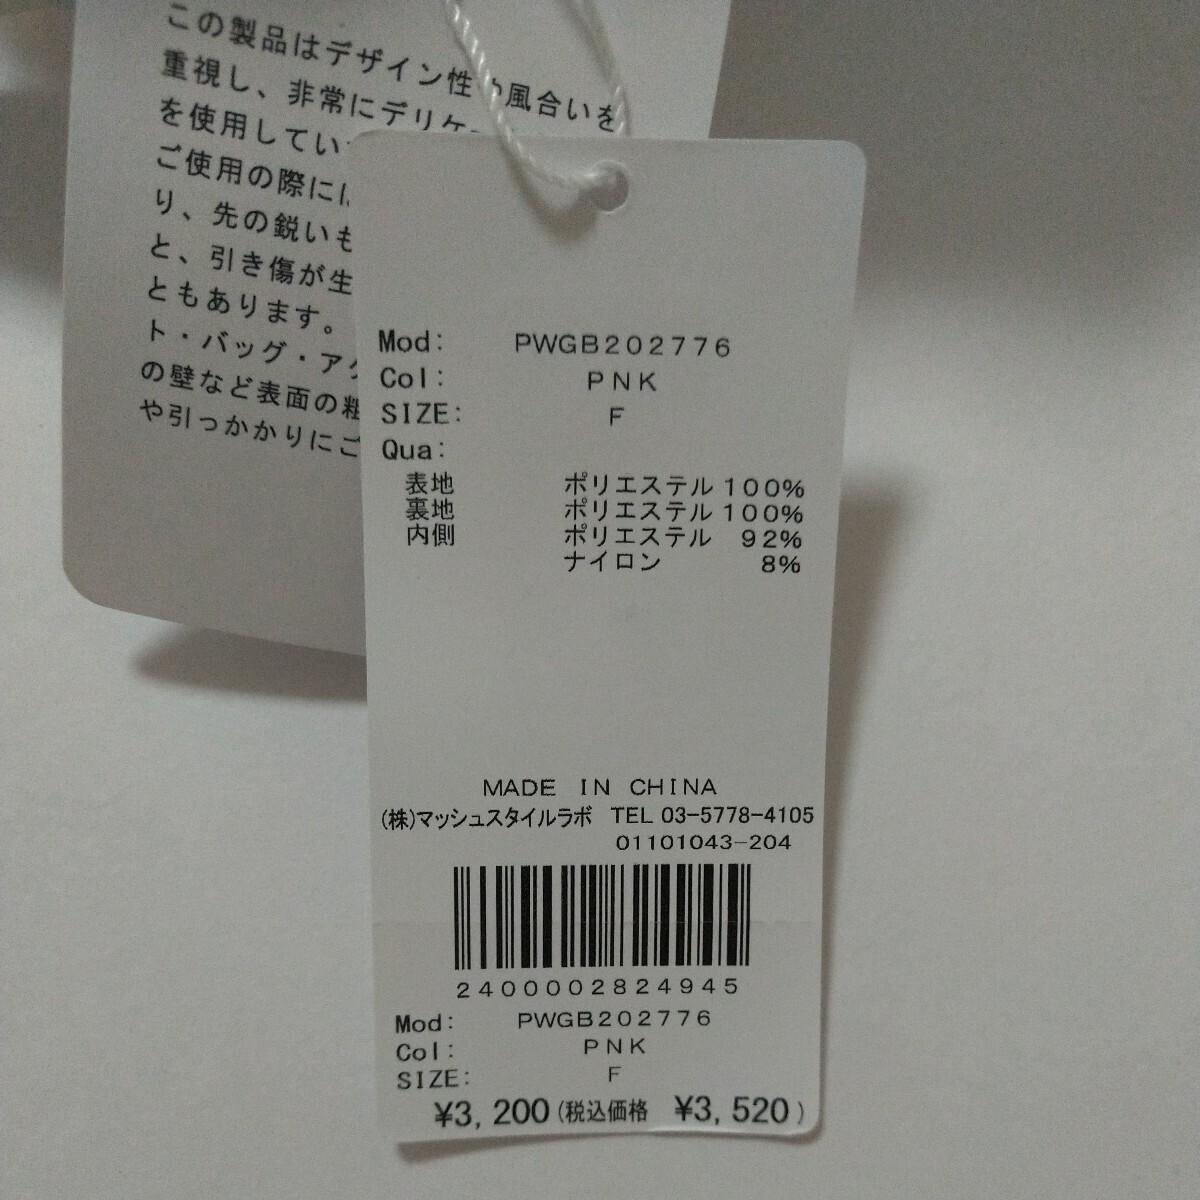 この製品はデザイン性 風合いを
重視し、非常にデリケー
を使用してい
ご使用の際には
り、先の鋭いも
と、引き傷が生
ともあります。
ト・バッグ・アク
の壁など表面の粗
や引っかかりにご
Mod: PWGB202776
Col: PNK
SIZE: F
Qua:
表地 ポリエステル 100%
裏地 ポリエステル 100%
内側 ポリエステル 92%
ナイロン 8%
MADE IN CHINA
(株)マッシュスタイルラボ TEL 03-5778-4105
01101043-204
2400002824945
Mod: PWGB202776
Col: PNK
SIZE: F
¥3,200(税込価格 ¥3,520)